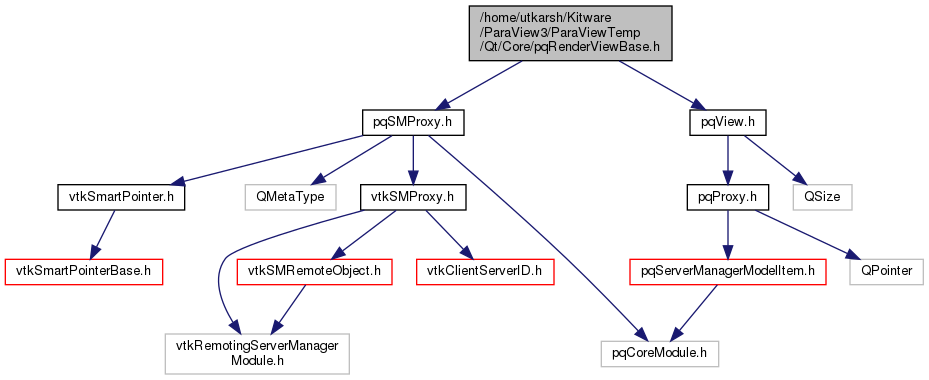 /home/utkarsh/Kitware
/ParaView3/ParaViewTemp
/Qt/Core/pqRenderViewBase.h
pqSMProxy.h
pqView.h
vtkSmartPointer.h
QMetaType
vtkSMProxy.h
pqProxy.h
QSize
vtkSmartPointerBase.h
vtkSMRemoteObject.h
vtkClientServerID.h
pqServerManagerModelItem.h
QPointer
vtkRemotingServerManager
Module.h
pqCoreModule.h